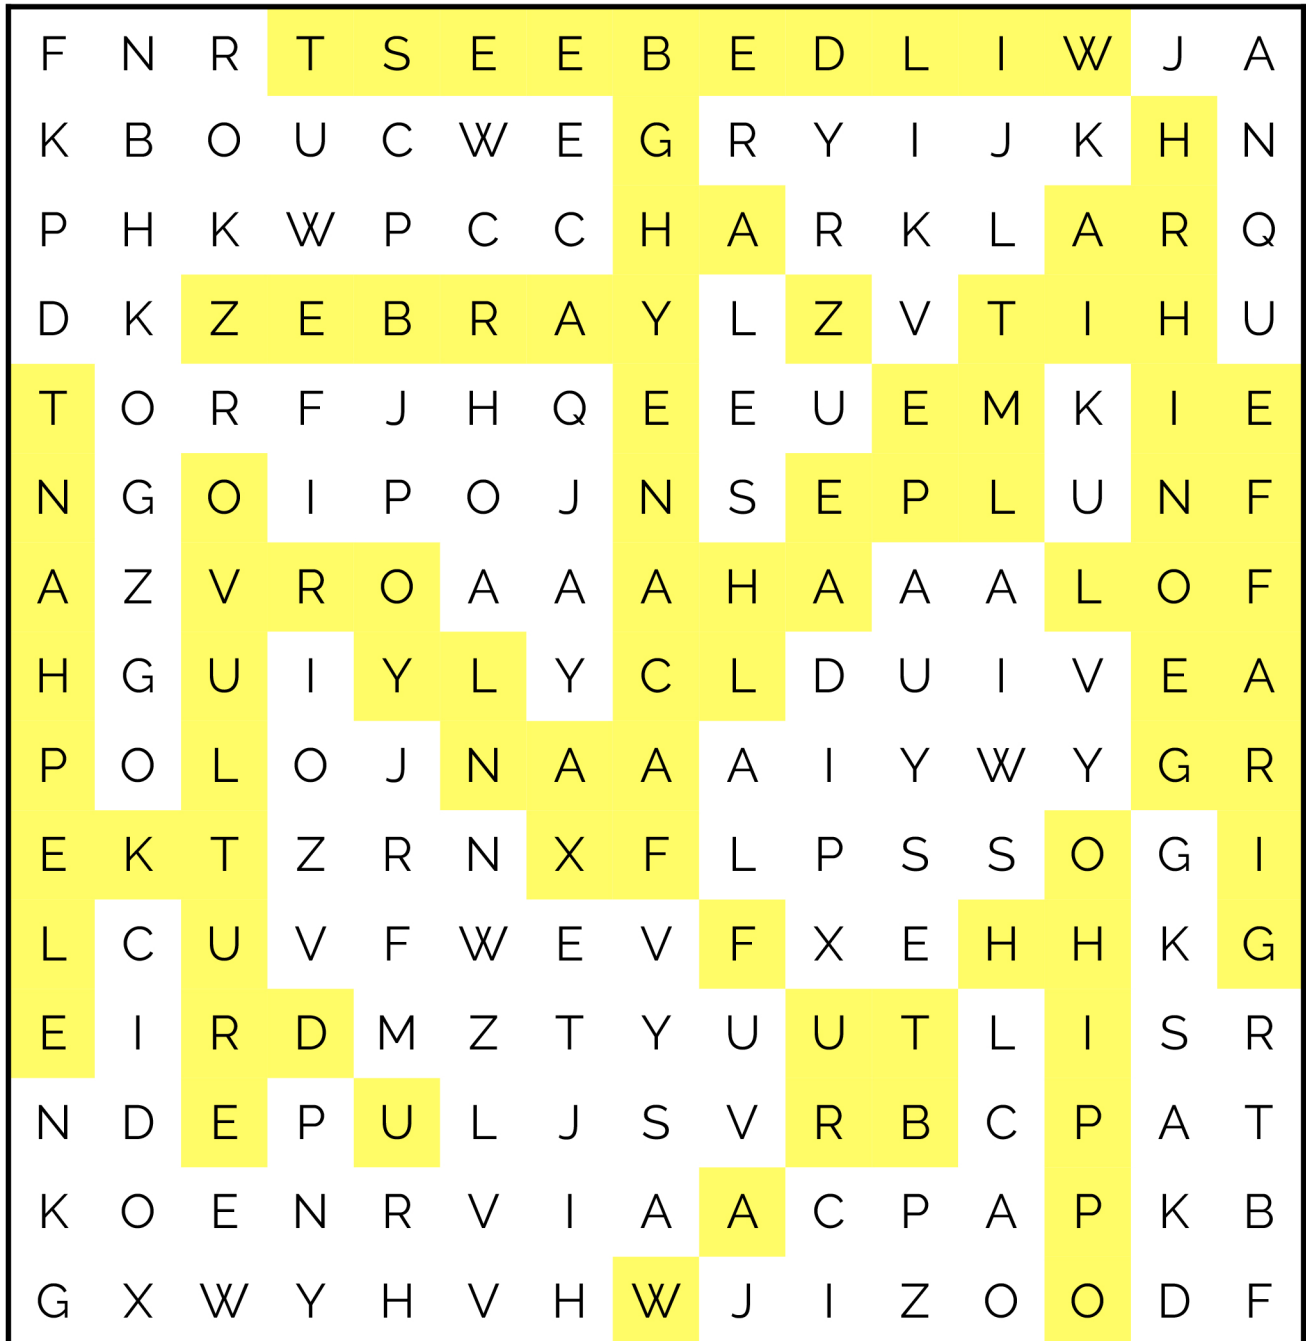 F N R T S E E B E D L I W J A
K B O U C W E G R Y I J K H N
P H K W P C C H A R K L A R Q
D K Z E B R A Y L Z V T I H U
T O R F J H Q E E U E M K I E
N G O I P O J N S E P L U N F
A Z V R O A A A H A A A L O F
H G U I Y L Y C L D U I V E A
P O L O J N A A A I Y W Y G R
E K T Z R N X F L P S S O G I
L C U V F W E V F X E H H K G
E I R D M Z T Y U U T L I S R
N D E P U L J S V R B C P A T
K O E N R V I A A C P A P K B
G X W Y H V H W J I Z O O D F